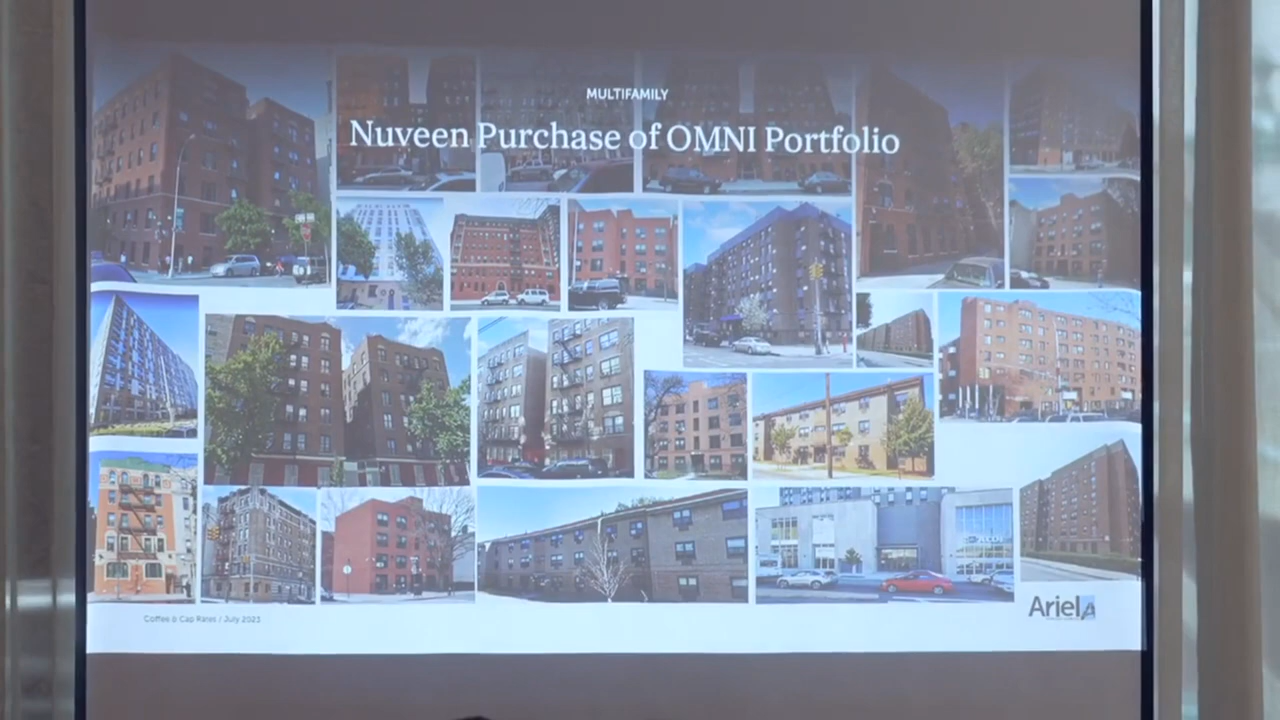 MULTIFAMILY
Nuveen Purchase of OMNI Portfolio
Coffee & Cap Rates / July 2023
Ariel